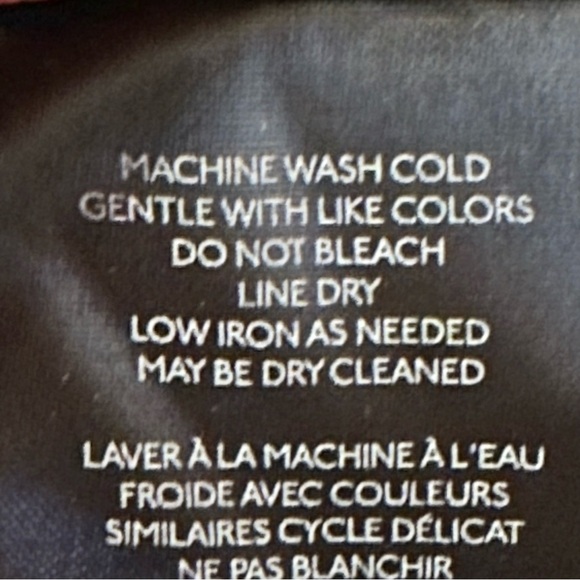 MACHINE WASH COLD
GENTLE WITH LIKE COLORS
DO NOT BLEACH
LINE DRY
LOW IRON AS NEEDED
MAY BE DRY CLEANED
LAVER À LA MACHINE À L'EAU
FROIDE AVEC COULEURS
SIMILAIRES CYCLE DÉLICAT
NE PAS BLANCHIR